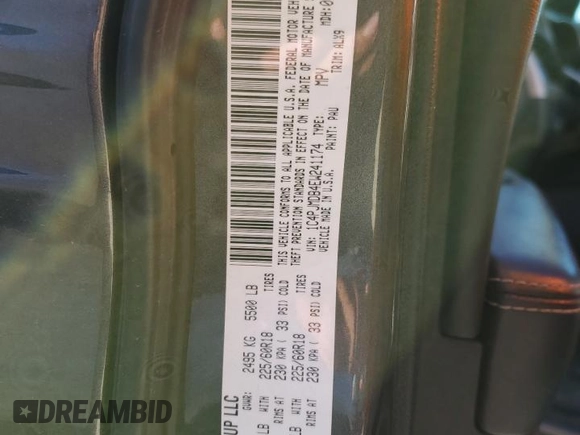 UP LLC
GVWR: 2495 KG 5500 LB
LB WITH 225/60R18 TIRES
RIMS AT 230 KPA ( 33 PSI) COLD
LB WITH 225/60R18 TIRES
RIMS AT 230 KPA ( 33 PSI) COLD
THIS VEHICLE CONFORMS TO ALL APPLICABLE U.S.A. FEDERAL MOTOR VEH
THEFT PREVENTION STANDARDS IN EFFECT ON THE DATE OF MANUFACTURE
VIN: 1C4PJMDB4EW241174 TYPE: MPV MDH:0
VEHICLE MADE IN U.S.A. PAINT: PAU TRIM: ALX9
DREAMBID